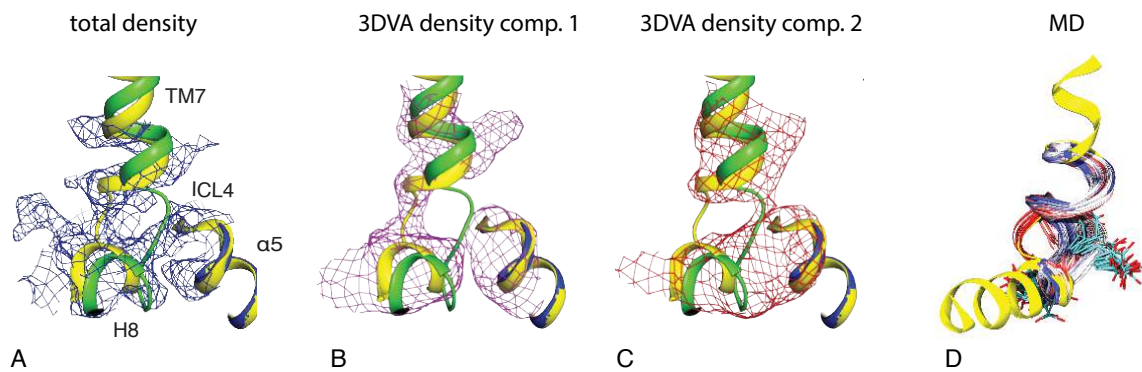 total density
3DVA density comp. 1
3DVA density comp. 2
MD
TM7
ICL4
α5
H8
A
B
C
D